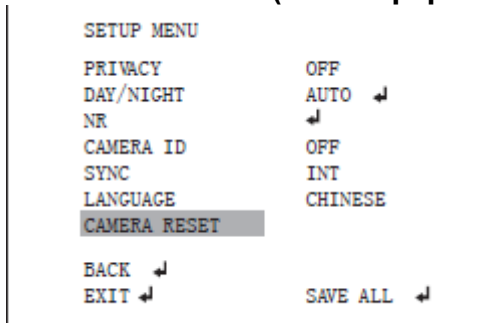 SETUP MENU
PRIVACY OFF
DAY/NIGHT AUTO ↲
NR ↲
CAMERA ID OFF
SYNC INT
LANGUAGE CHINESE
CAMERA RESET
BACK ↲
EXIT ↲ SAVE ALL ↲